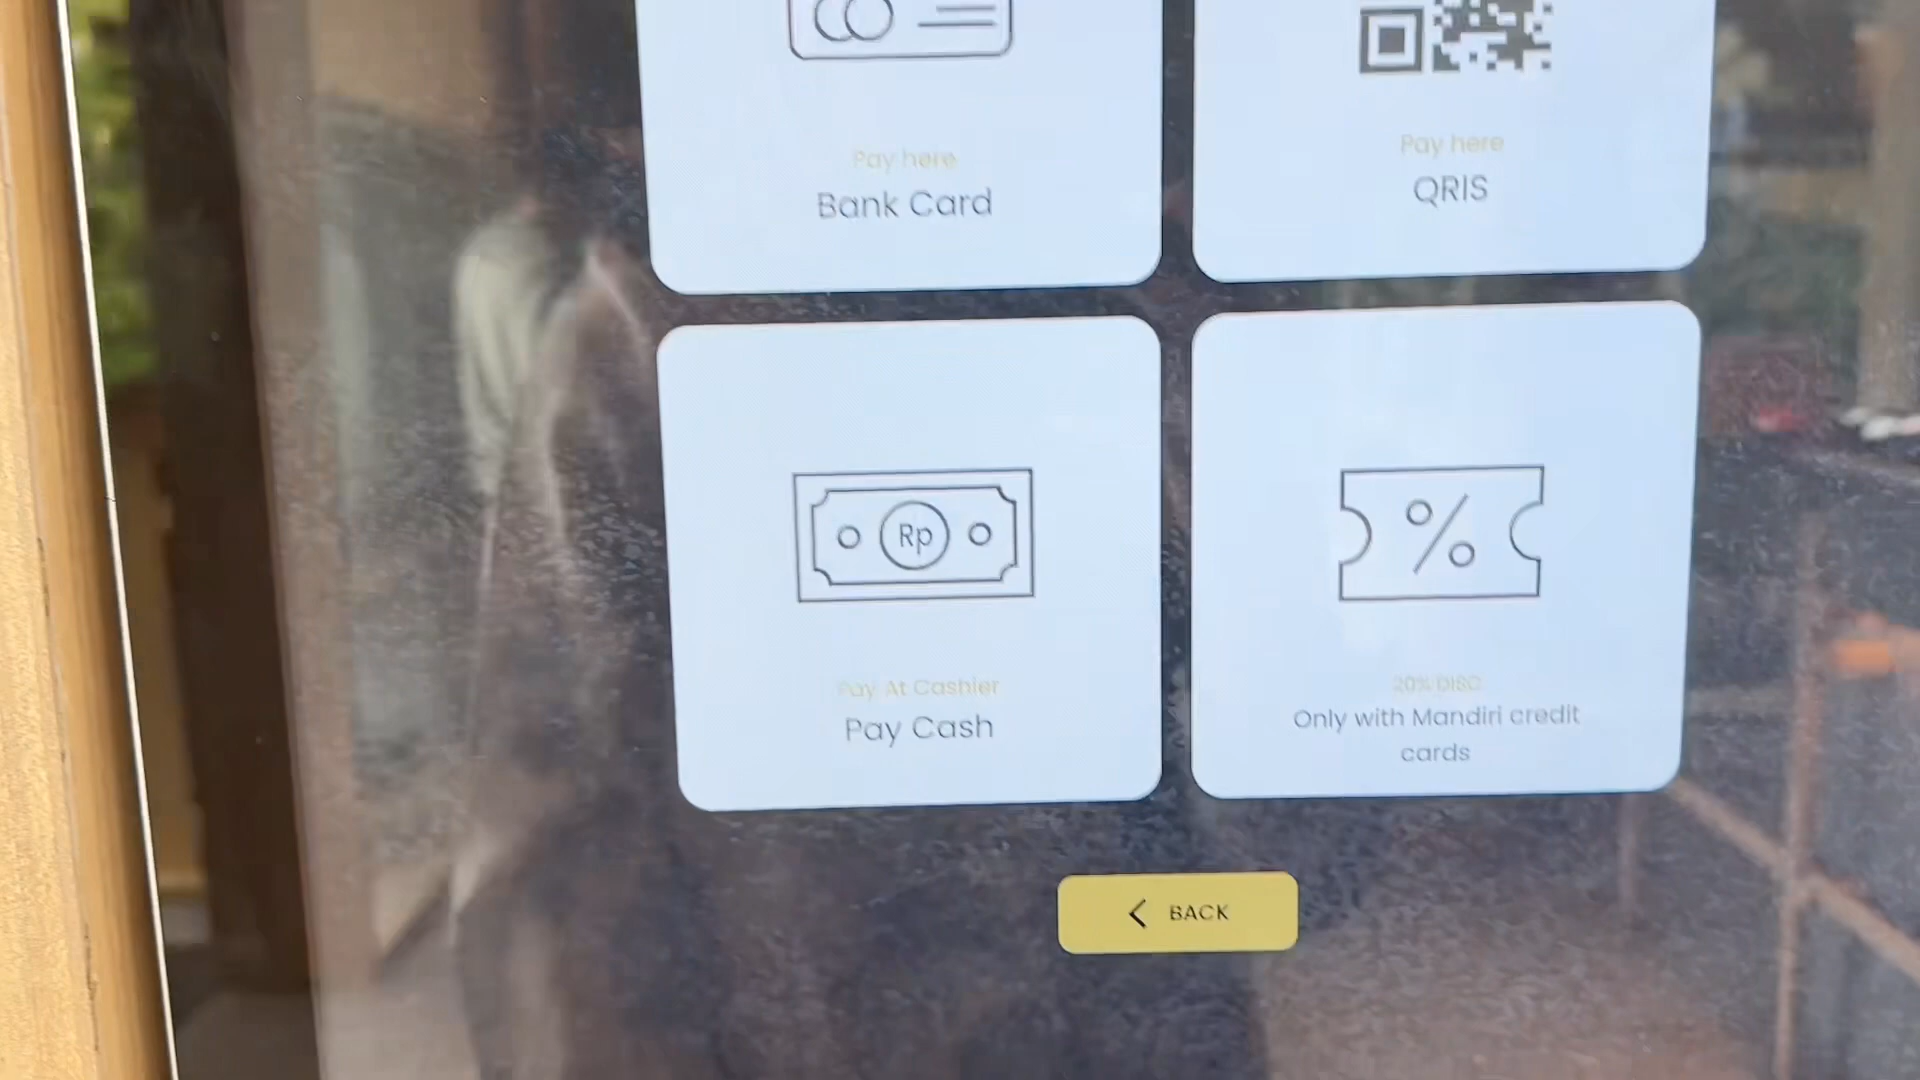 Pay here
Bank Card
Pay here
QRIS
Rp
%
Pay At Cashier
Pay Cash
20% DISC
Only with Mandiri credit
cards
< BACK